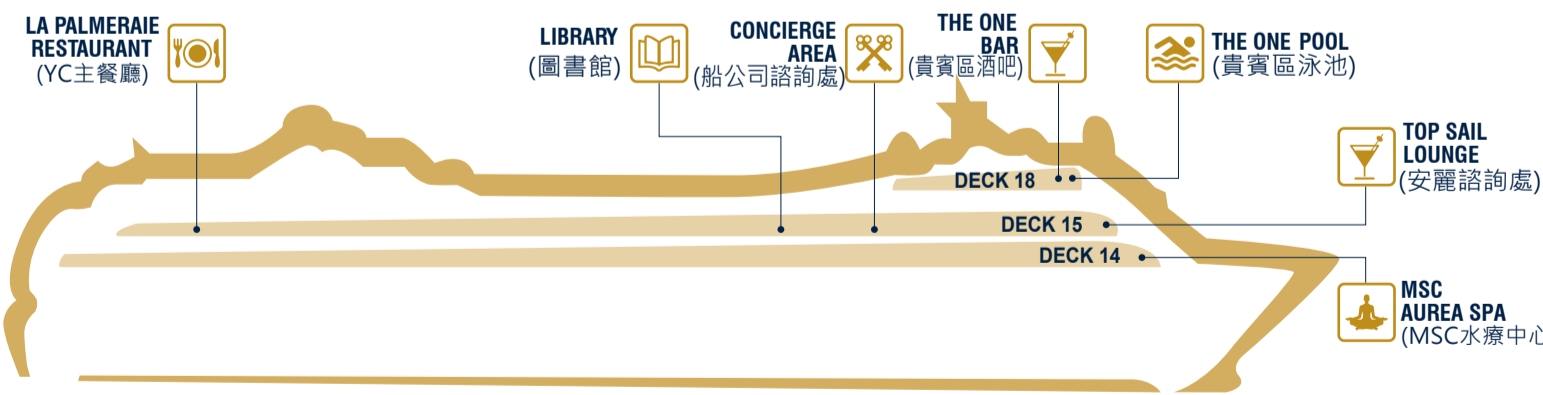 LA PALMERAIE
RESTAURANT
(YC主餐廳)
LIBRARY
(圖書館)
CONCIERGE
AREA
(船公司諮詢處)
THE ONE
BAR
(貴賓區酒吧)
THE ONE POOL
(貴賓區泳池)
TOP SAIL
LOUNGE
(安麗諮詢處)
DECK 18
DECK 15
DECK 14
MSC
AUREA SPA
(MSC水療中心